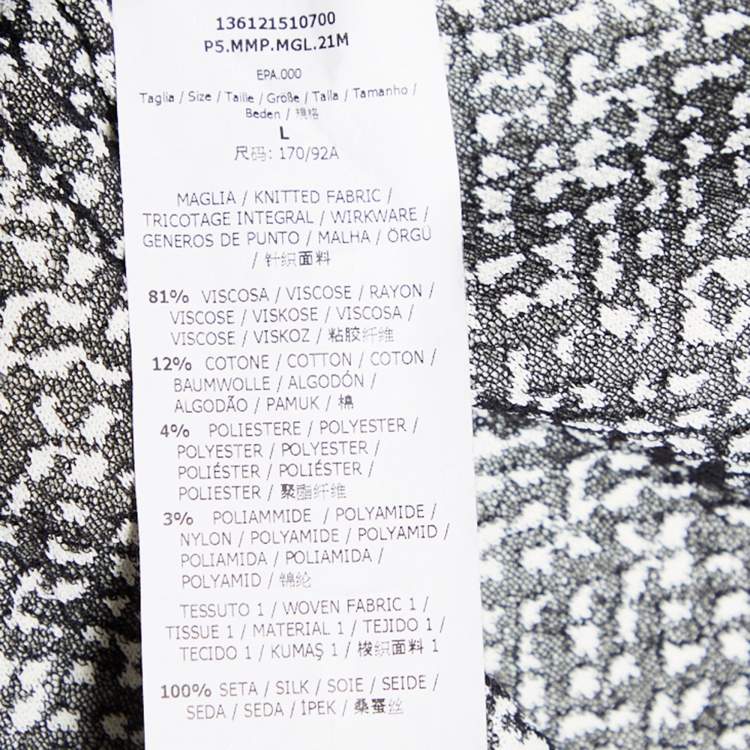 136121510700
P5.MMP.MGL.21M
EPA.000
Taglia / Size / Taille / Größe / Talla / Tamanho /
Beden / 規格
L
尺码: 170/92A
MAGLIA / KNITTED FABRIC /
TRICOTAGE INTEGRAL / WIRKWARE /
GENEROS DE PUNTO / MALHA / ÖRGÜ
/ 针织面料
81% VISCOSA / VISCOSE / RAYON /
VISCOSE / VISKOSE / VISCOSA /
VISCOSE / VISKOZ / 粘胶纤维
12% COTONE / COTTON / COTON /
BAUMWOLLE / ALGODÓN /
ALGODÃO / PAMUK / 棉
4% POLIESTERE / POLYESTER /
POLYESTER / POLYESTER /
POLIÉSTER / POLIÉSTER /
POLIESTER / 聚酯纤维
3% POLIAMMIDE / POLYAMIDE /
NYLON / POLYAMIDE / POLYAMID /
POLIAMIDA / POLIAMIDA /
POLYAMID / 锦纶
TESSUTO 1 / WOVEN FABRIC 1 /
TISSUE 1 / MATERIAL 1 / TEJIDO 1 /
TECIDO 1 / KUMAŞ 1 / 梭织面料 1
100% SETA / SILK / SOIE / SEIDE /
SEDA / SEDA / İPEK / 桑蚕丝